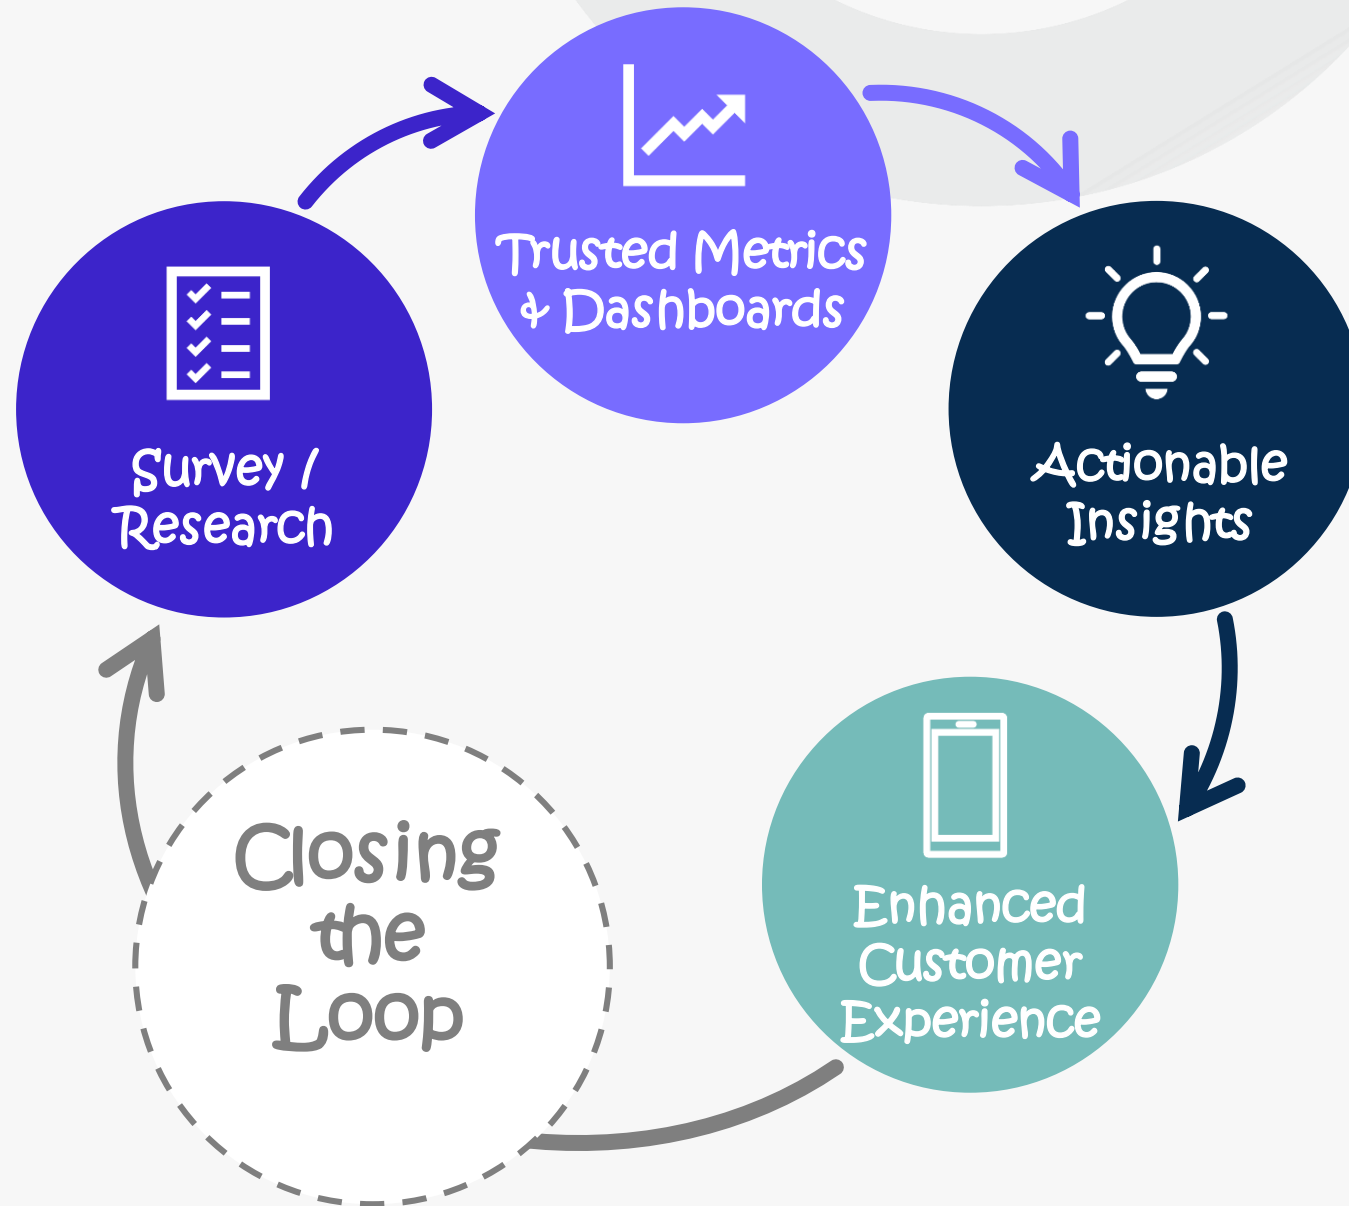 Trusted Metrics
& Dashboards
Survey /
Research
Actionable
Insights
Enhanced
Customer
Experience
Closing
the
Loop